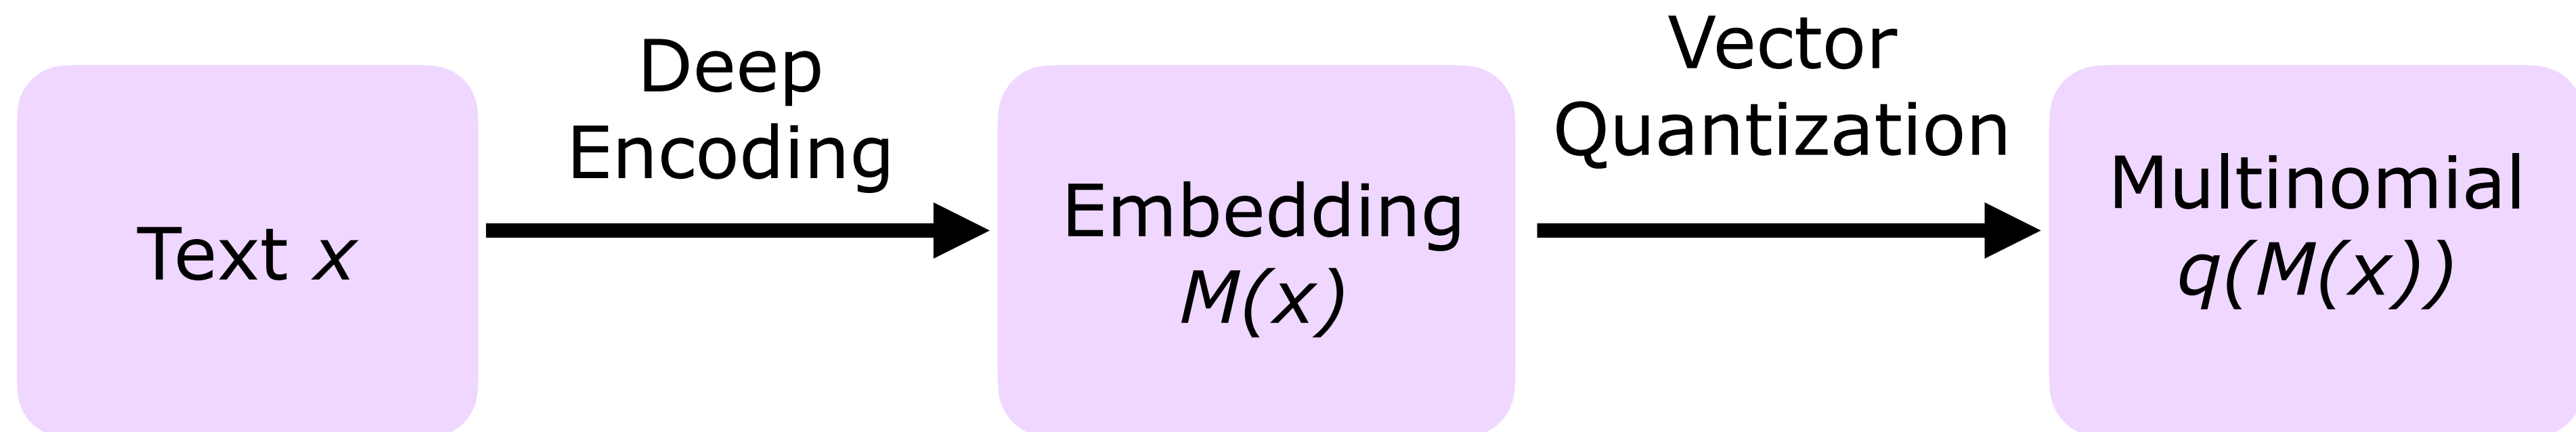 Text x
Deep
Encoding
Embedding
M(x)
Vector
Quantization
Multinomial
q(M(x))